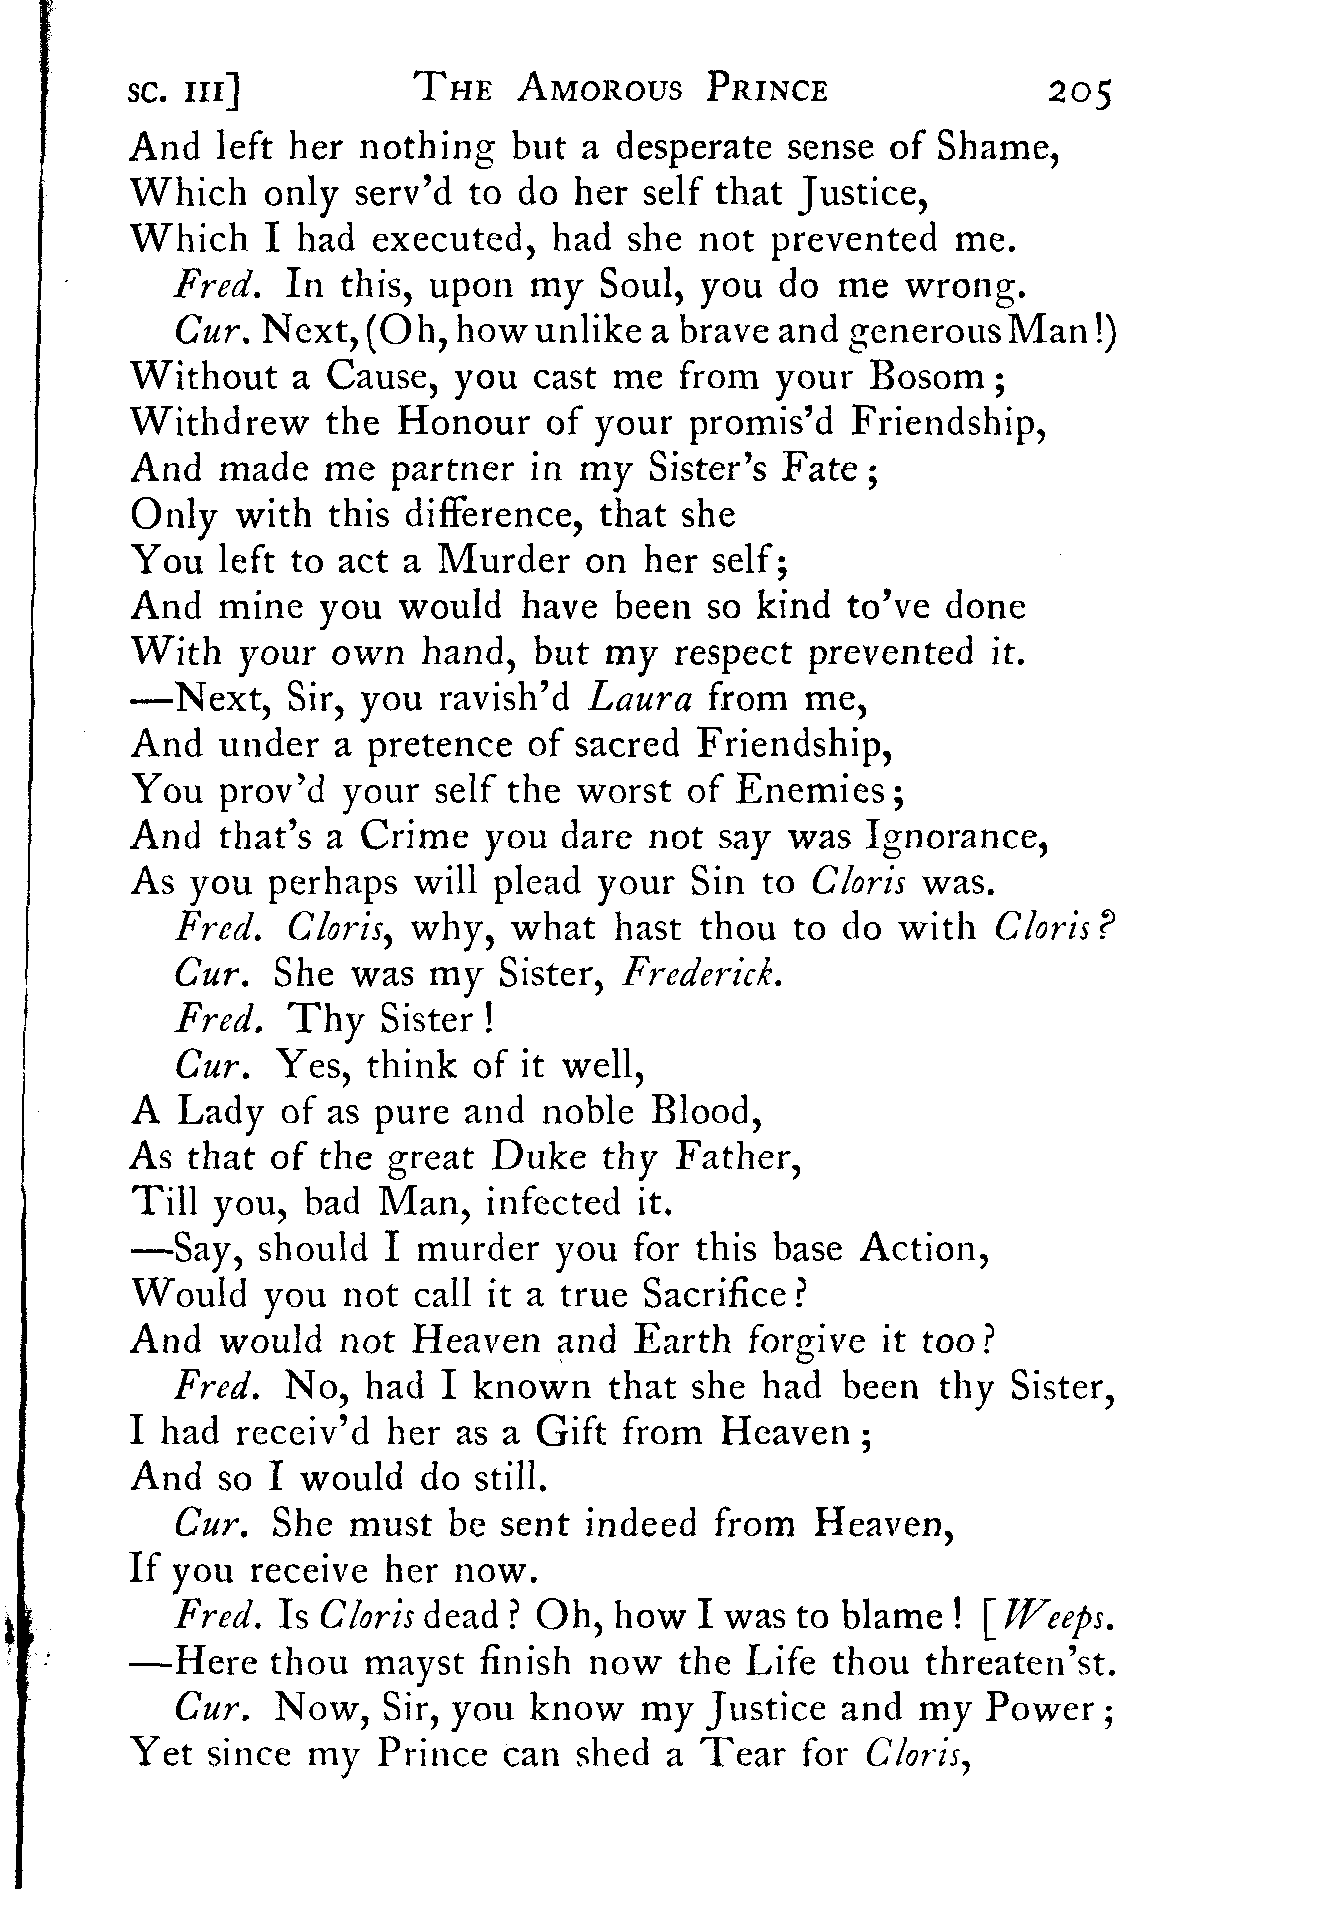 SC. III] THE AMOROUS PRINCE 205
And left her nothing but a desperate sense of Shame,
Which only serv'd to do her self that Justice,
Which I had executed, had she not prevented me.
Fred. In this, upon my Soul, you do me wrong.
Cur. Next, (Oh, how unlike a brave and generous Man!)
Without a Cause, you cast me from your Bosom;
Withdrew the Honour of your promis'd Friendship,
And made me partner in my Sister's Fate;
Only with this difference, that she
You left to act a Murder on her self;
And mine you would have been so kind to've done
With your own hand, but my respect prevented it.
—Next, Sir, you ravish'd Laura from me,
And under a pretence of sacred Friendship,
You prov'd your self the worst of Enemies;
And that's a Crime you dare not say was Ignorance,
As you perhaps will plead your Sin to Cloris was.
Fred. Cloris, why, what hast thou to do with Cloris?
Cur. She was my Sister, Frederick.
Fred. Thy Sister!
Cur. Yes, think of it well,
A Lady of as pure and noble Blood,
As that of the great Duke thy Father,
Till you, bad Man, infected it.
—Say, should I murder you for this base Action,
Would you not call it a true Sacrifice?
And would not Heaven and Earth forgive it too?
Fred. No, had I known that she had been thy Sister,
I had receiv'd her as a Gift from Heaven;
And so I would do still.
Cur. She must be sent indeed from Heaven,
If you receive her now.
Fred. Is Cloris dead? Oh, how I was to blame! [Weeps.
—Here thou mayst finish now the Life thou threaten'st.
Cur. Now, Sir, you know my Justice and my Power;
Yet since my Prince can shed a Tear for Cloris,